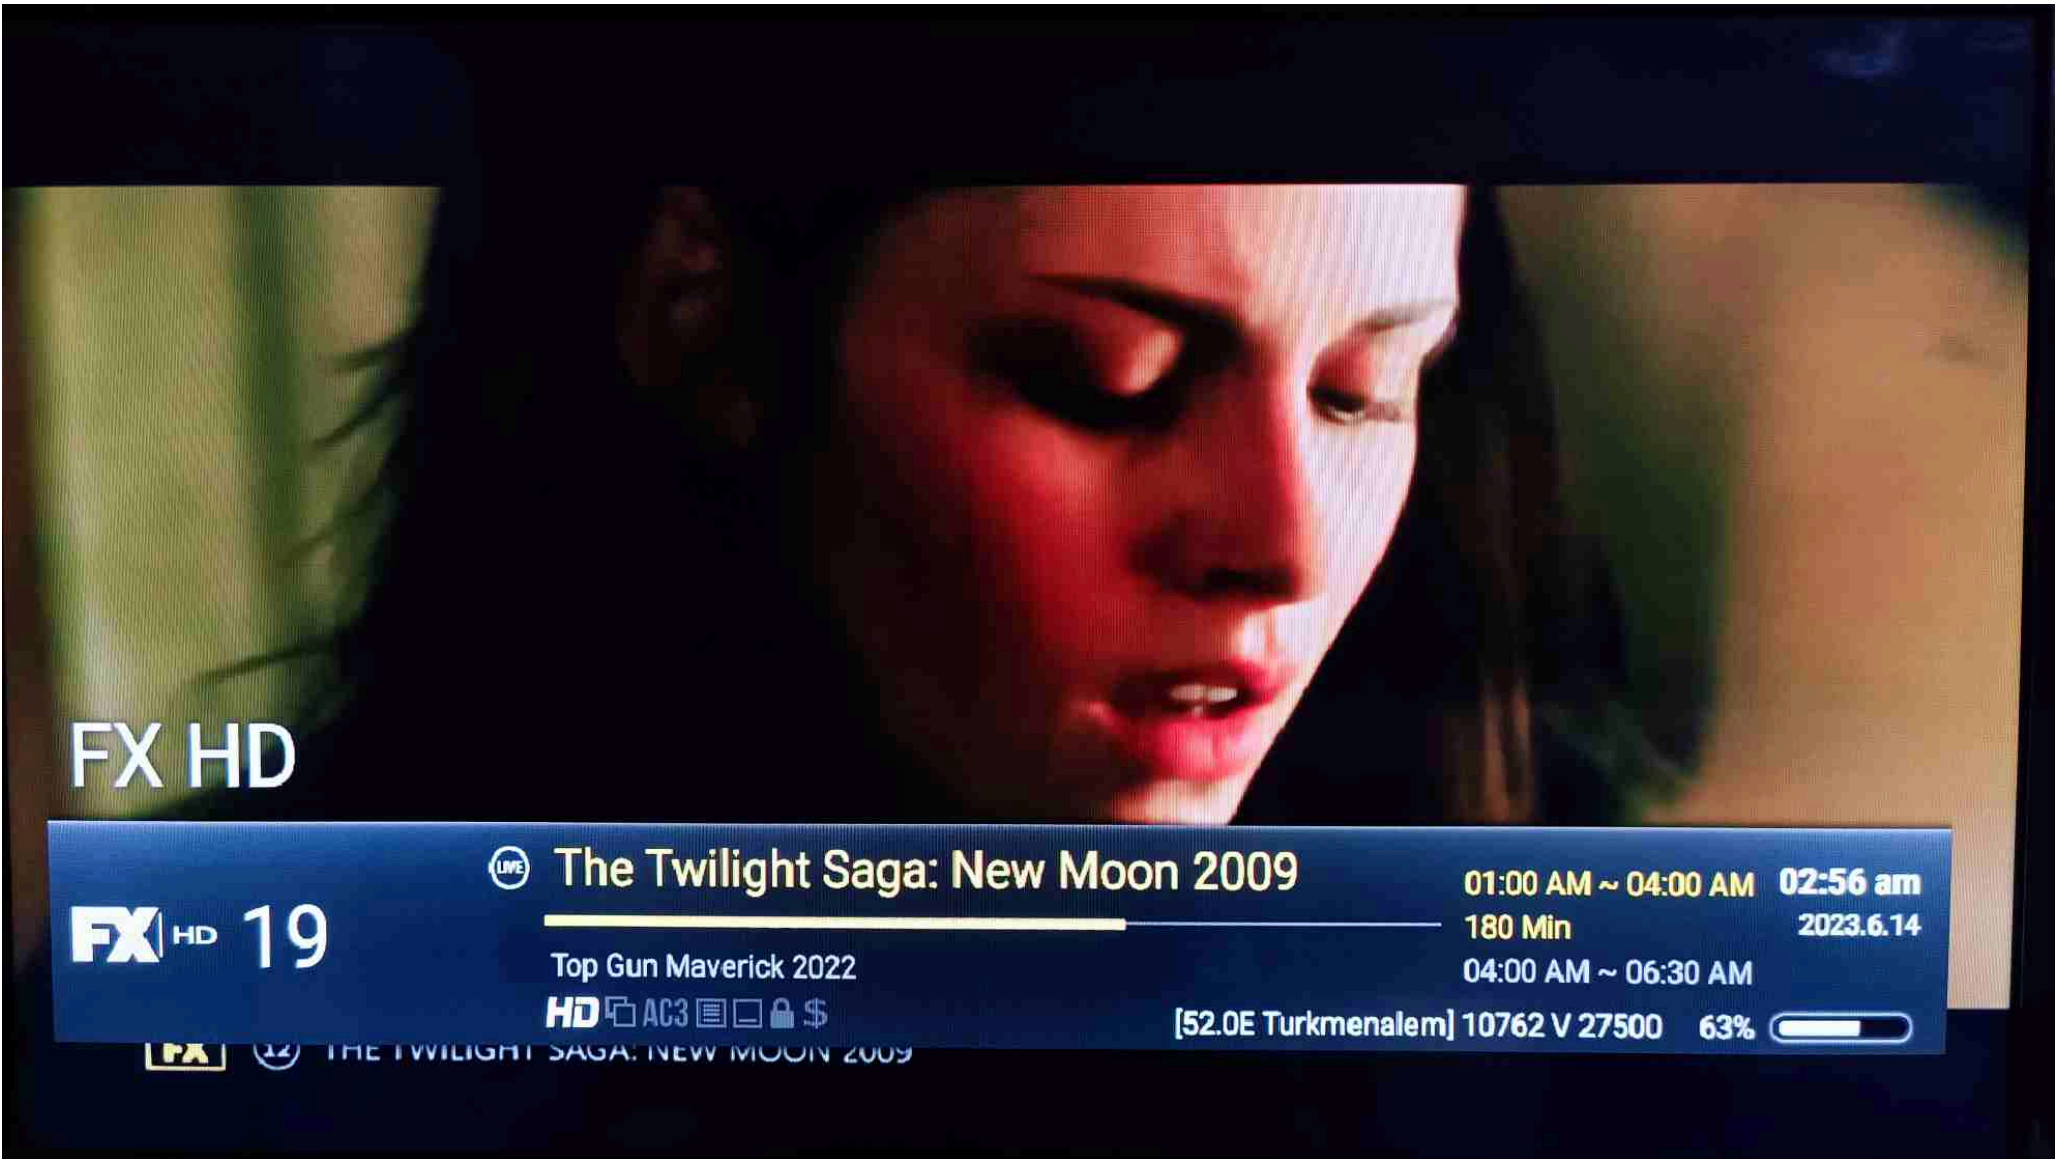 FX HD
FX HD 19
LIVE The Twilight Saga: New Moon 2009
01:00 AM ~ 04:00 AM 02:56 am
180 Min 2023.6.14
Top Gun Maverick 2022
04:00 AM ~ 06:30 AM
HD AC3 $
[52.0E Turkmenalem] 10762 V 27500 63%
FX 12 THE TWILIGHT SAGA: NEW MOON 2009